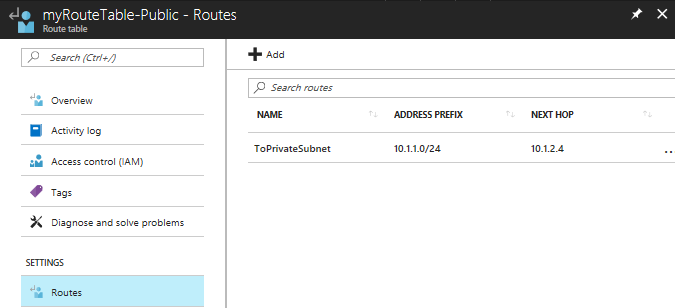 myRouteTable-Public - Routes
Route table
Search (Ctrl+/)
Overview
Activity log
Access control (IAM)
Tags
Diagnose and solve problems
SETTINGS
Routes
Add
Search routes
NAME ADDRESS PREFIX NEXT HOP
ToPrivateSubnet 10.1.1.0/24 10.1.2.4 ...